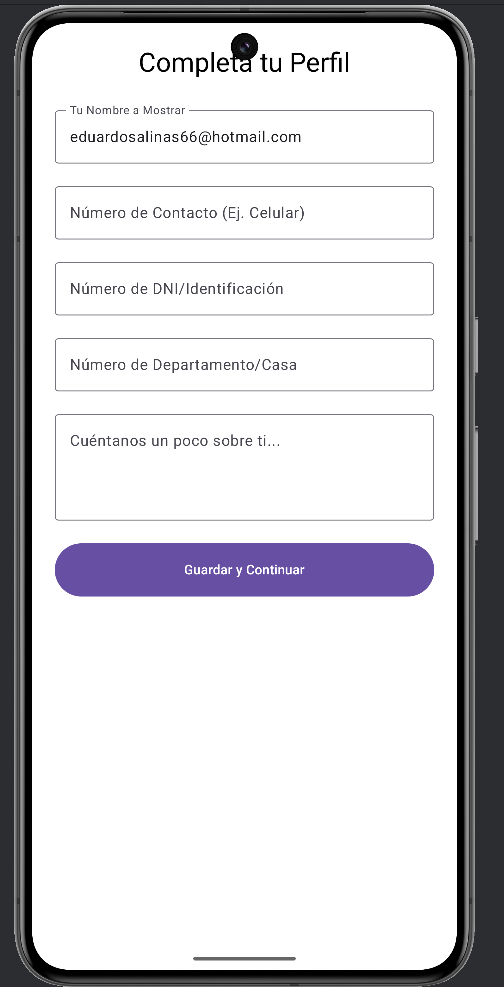 Completa tu Perfil
Tu Nombre a Mostrar
eduardosalinas66@hotmail.com
Número de Contacto (Ej. Celular)
Número de DNI/Identificación
Número de Departamento/Casa
Cuéntanos un poco sobre ti...
Guardar y Continuar